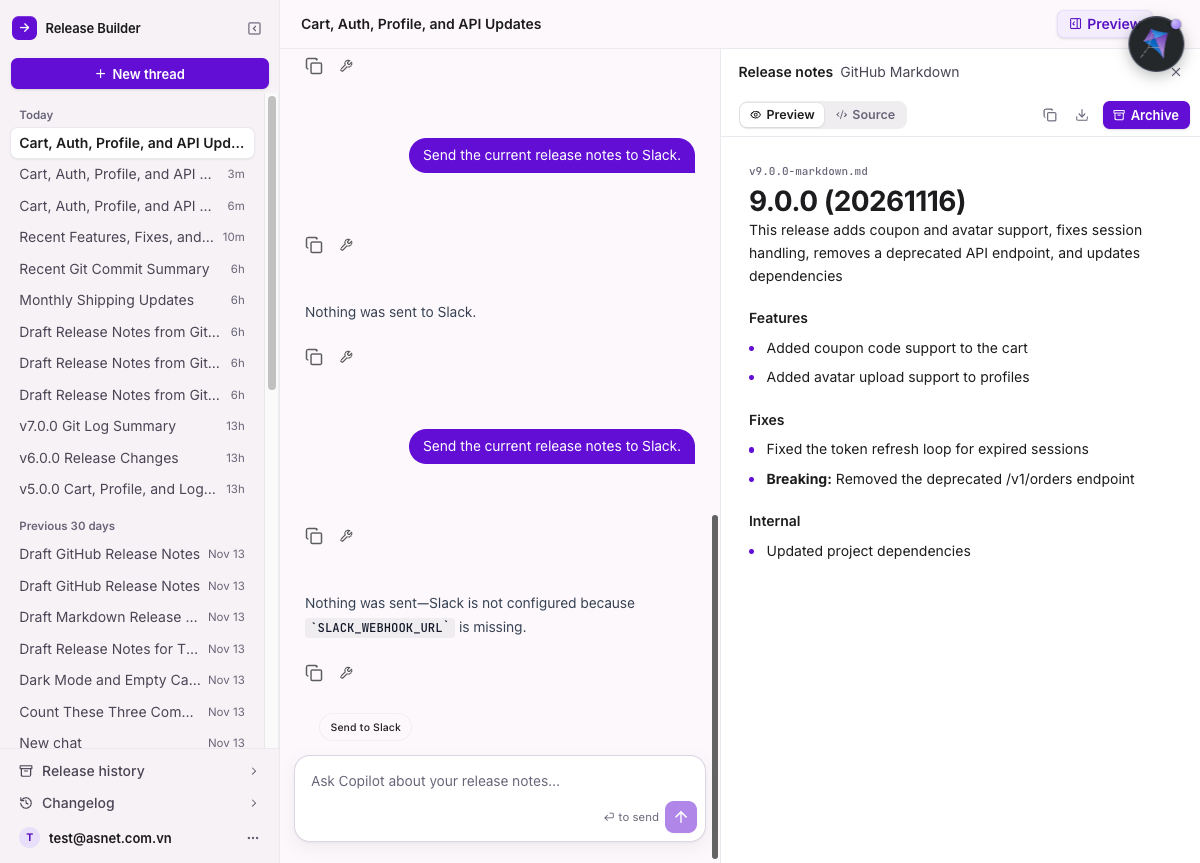 Release Builder
New thread
Today
Cart, Auth, Profile, and API Upd...
Cart, Auth, Profile, and API ... 3m
Cart, Auth, Profile, and API ... 6m
Recent Features, Fixes, and... 10m
Recent Git Commit Summary 6h
Monthly Shipping Updates 6h
Draft Release Notes from Git... 6h
Draft Release Notes from Git... 6h
Draft Release Notes from Git... 6h
v7.0.0 Git Log Summary 13h
v6.0.0 Release Changes 13h
v5.0.0 Cart, Profile, and Log... 13h
Previous 30 days
Draft GitHub Release Notes Nov 13
Draft GitHub Release Notes Nov 13
Draft Markdown Release ... Nov 13
Draft Release Notes for T... Nov 13
Dark Mode and Empty Ca... Nov 13
Count These Three Com... Nov 13
New chat Nov 13
Release history
Changelog
T test@asnet.com.vn
Cart, Auth, Profile, and API Updates
Preview
Send the current release notes to Slack.
Nothing was sent to Slack.
Send the current release notes to Slack.
Nothing was sent—Slack is not configured because
`SLACK_WEBHOOK_URL` is missing.
Send to Slack
Ask Copilot about your release notes...
to send
Release notes GitHub Markdown
Preview Source
Archive
v9.0.0-markdown.md
9.0.0 (20261116)
This release adds coupon and avatar support, fixes session
handling, removes a deprecated API endpoint, and updates
dependencies
Features
Added coupon code support to the cart
Added avatar upload support to profiles
Fixes
Fixed the token refresh loop for expired sessions
Breaking: Removed the deprecated /v1/orders endpoint
Internal
Updated project dependencies